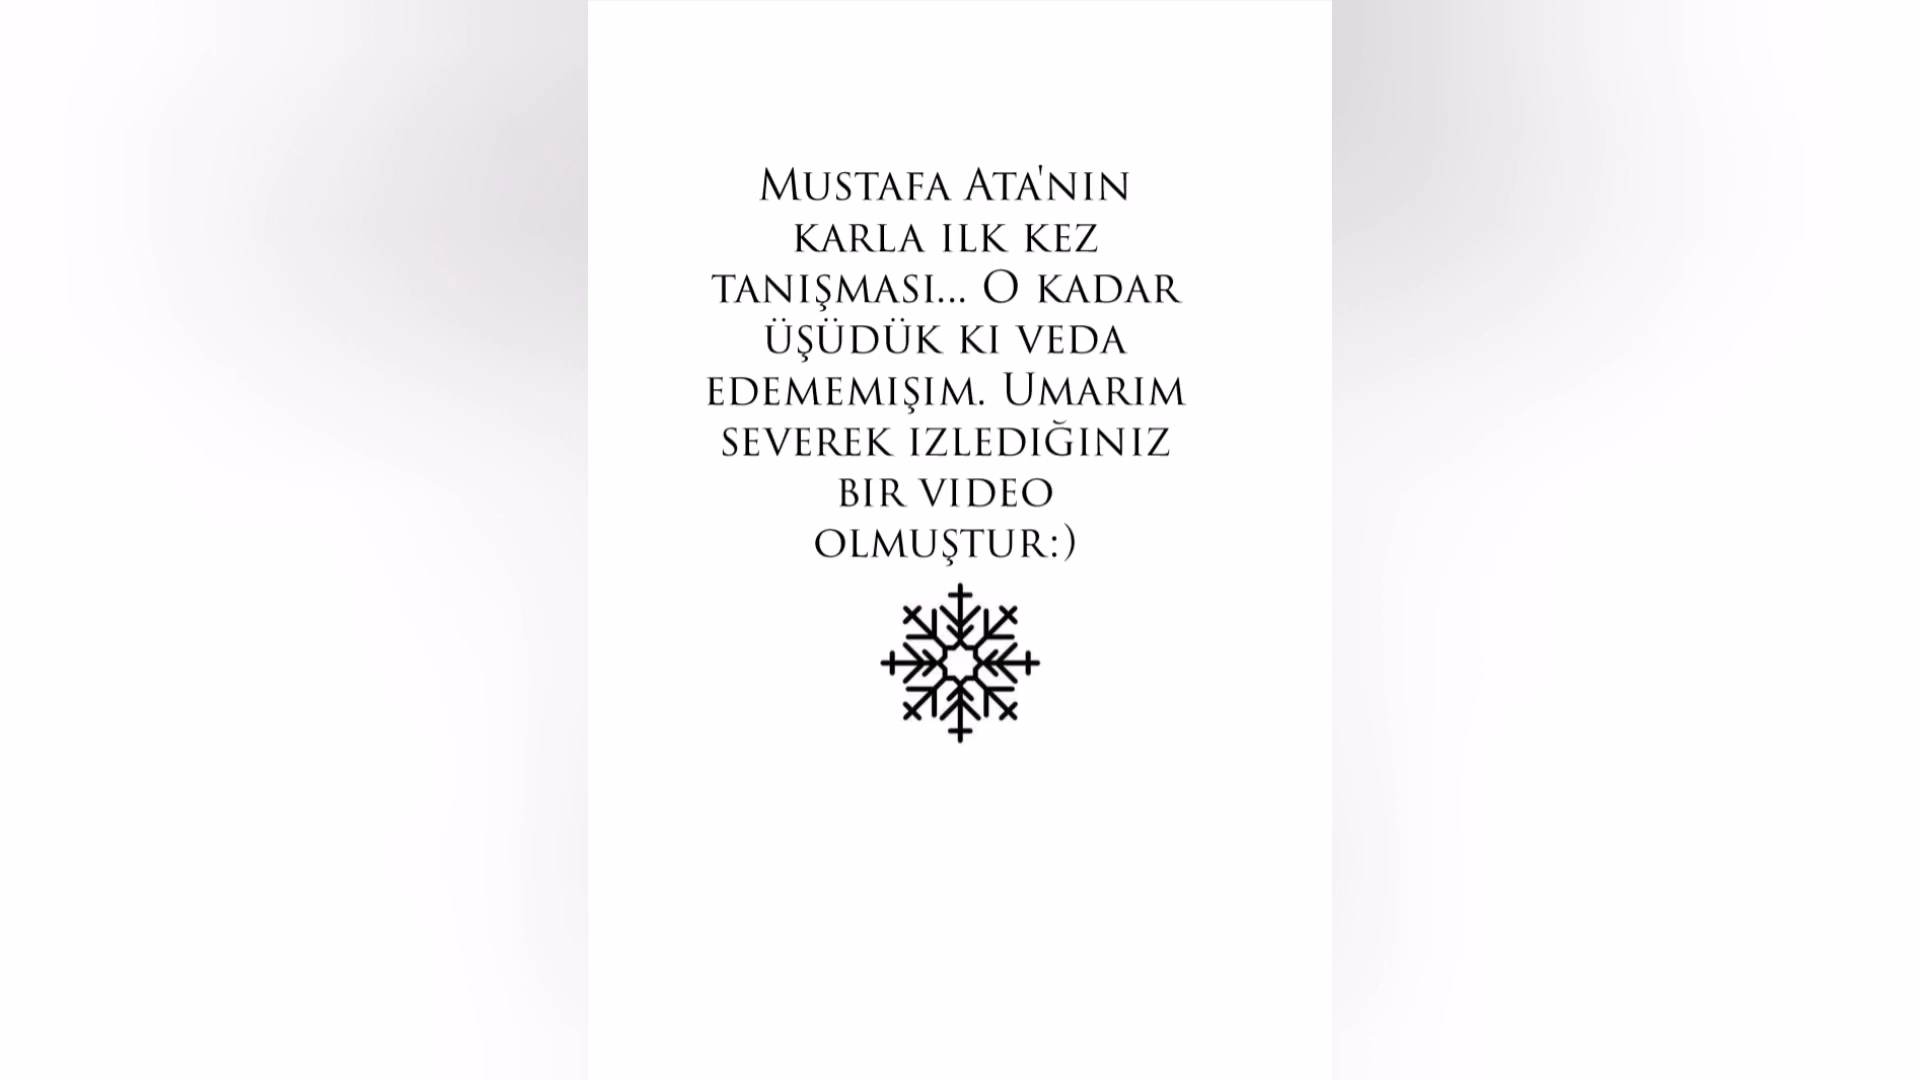 Mustafa Ata'nın
karla ilk kez
tanışması... O kadar
üşüdük ki veda
edememişim. Umarım
severek izlediğiniz
bir video
olmuştur:)